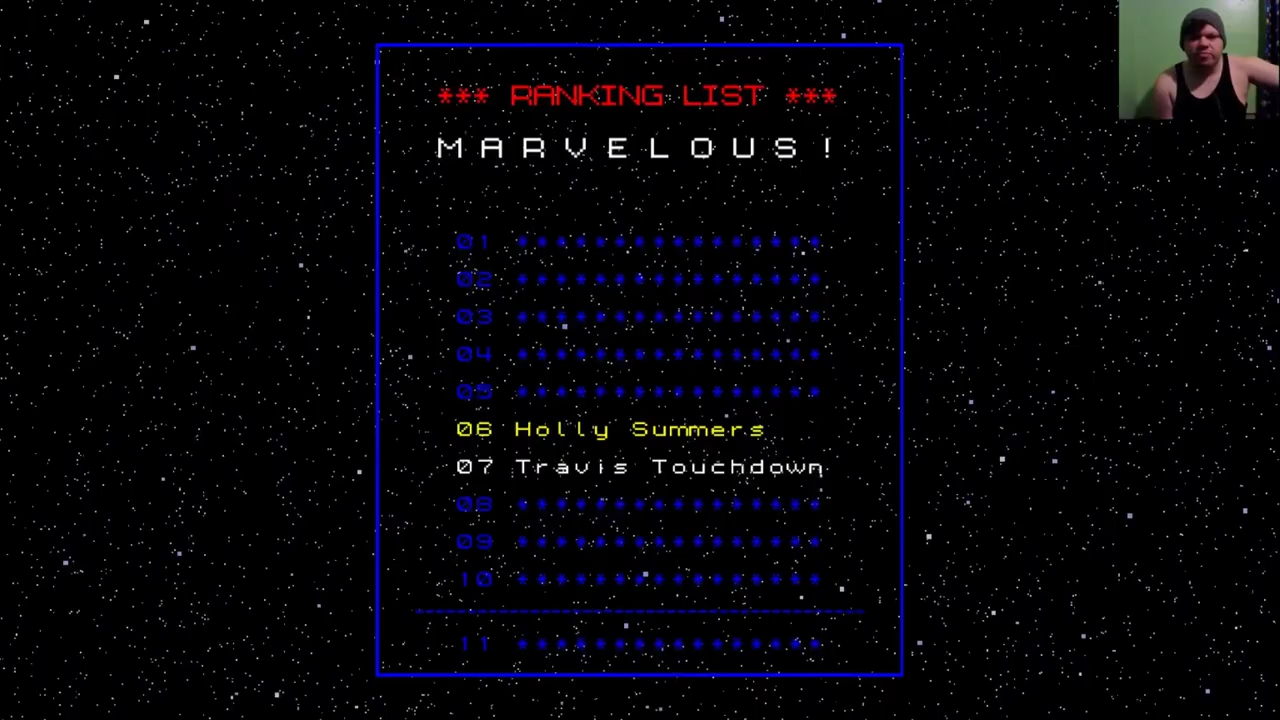 *** RANKING LIST ***
MARVELOUS!
01 ****************
02 ****************
03 ****************
04 ****************
05 ****************
06 Holly Summers
07 Travis Touchdown
08 ****************
09 ****************
10 ****************
11 ****************